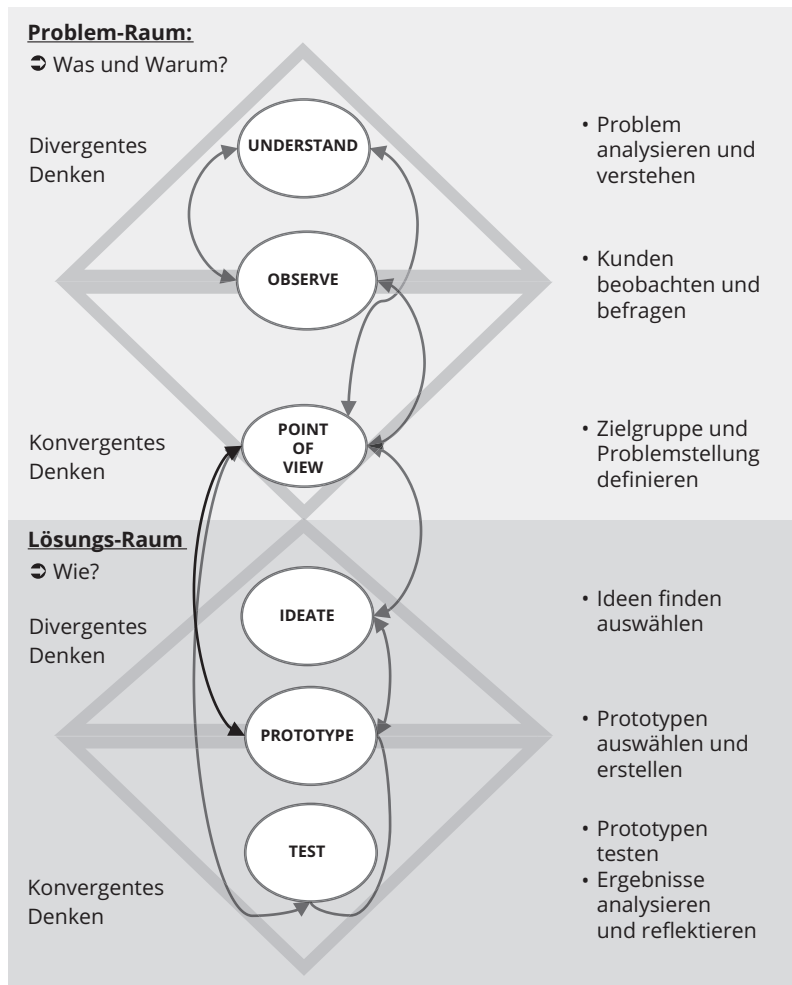 Problem-Raum:
➲ Was und Warum?
Divergentes
Denken
UNDERSTAND
• Problem
analysieren und
verstehen
OBSERVE
• Kunden
beobachten und
befragen
Konvergentes
Denken
POINT
OF
VIEW
• Zielgruppe und
Problemstellung
definieren
Lösungs-Raum
➲ Wie?
Divergentes
Denken
IDEATE
• Ideen finden
auswählen
PROTOTYPE
• Prototypen
auswählen und
erstellen
TEST
• Prototypen
testen
• Ergebnisse
analysieren
und reflektieren
Konvergentes
Denken